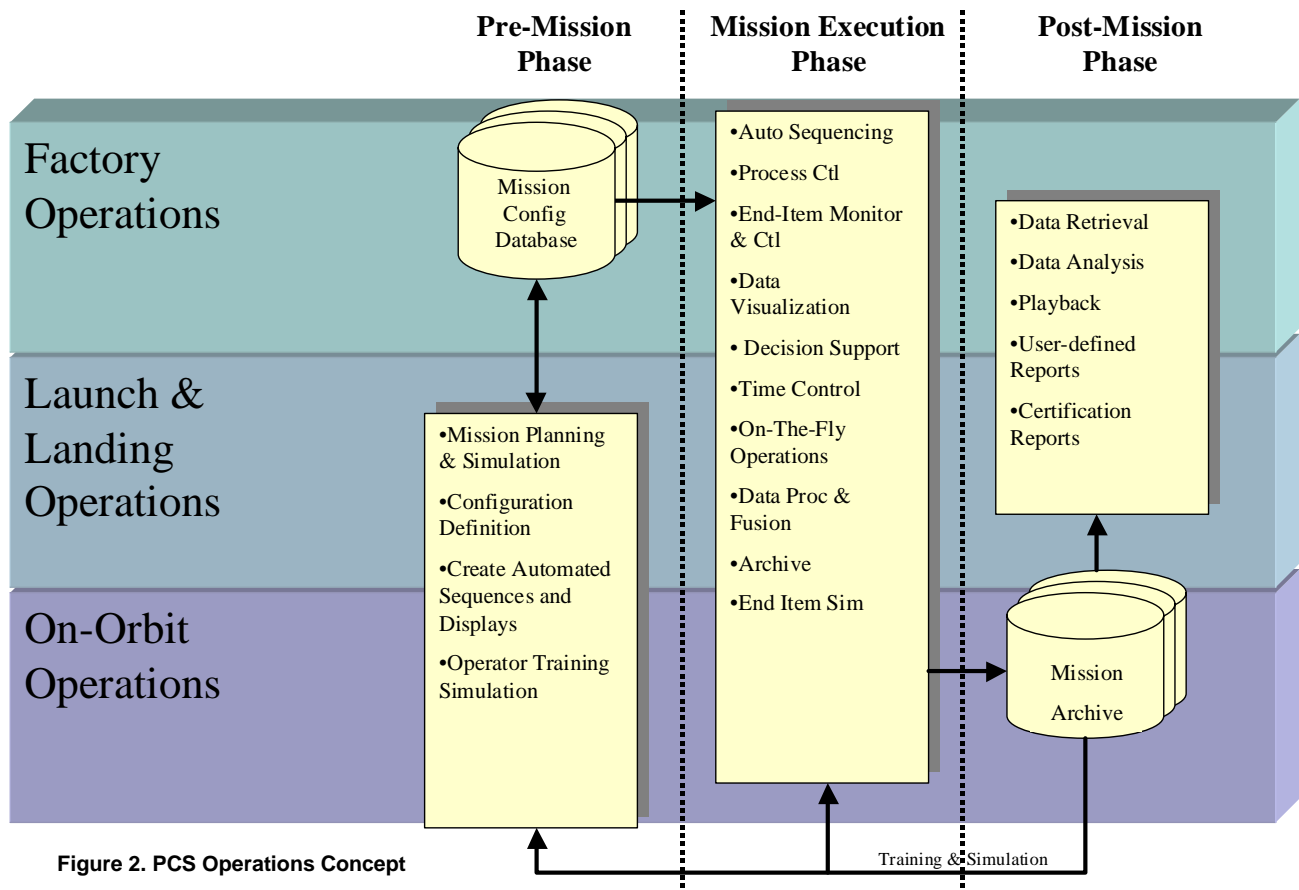 Pre-Mission
Phase
Mission Execution
Phase
Post-Mission
Phase
Factory
Operations
Launch &
Landing
Operations
On-Orbit
Operations
Mission
Config
Database
•Mission Planning
& Simulation
•Configuration
Definition
•Create Automated
Sequences and
Displays
•Operator Training
Simulation
•Auto Sequencing
•Process Ctl
•End-Item Monitor
& Ctl
•Data
Visualization
• Decision Support
•Time Control
•On-The-Fly
Operations
•Data Proc &
Fusion
•Archive
•End Item Sim
•Data Retrieval
•Data Analysis
•Playback
•User-defined
Reports
•Certification
Reports
Mission
Archive
Training & Simulation
Figure 2. PCS Operations Concept